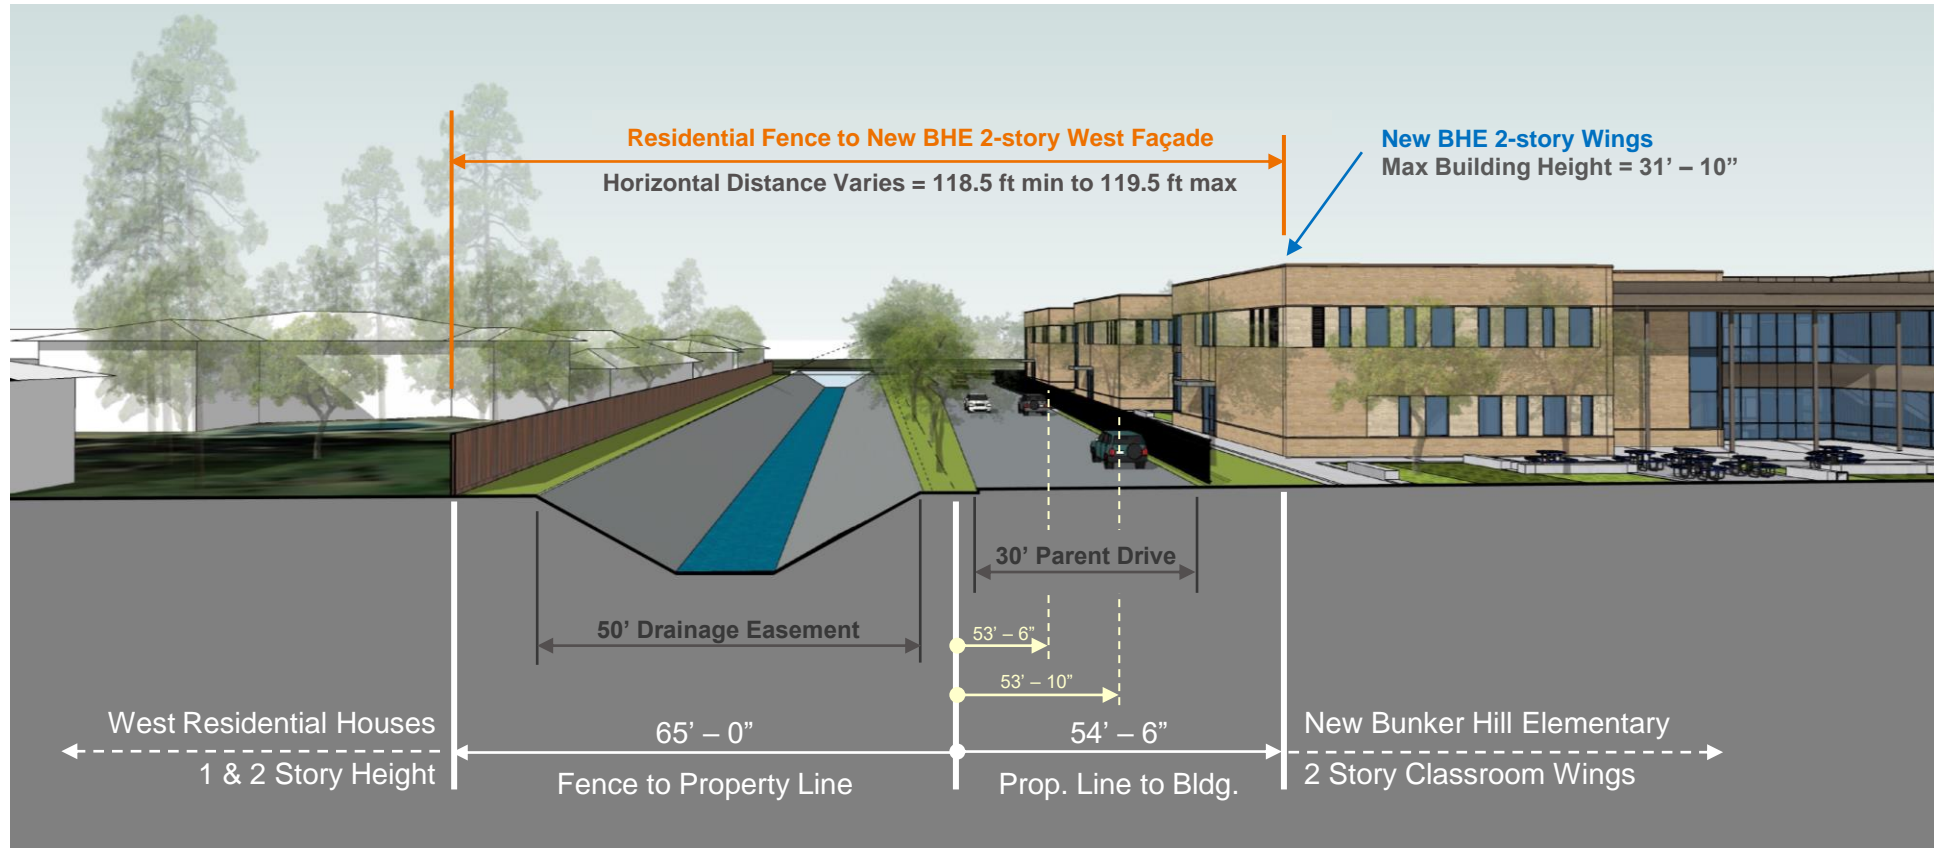 Residential Fence to New BHE 2-story West Façade
Horizontal Distance Varies = 118.5 ft min to 119.5 ft max
New BHE 2-story Wings
Max Building Height = 31’ – 10”
30’ Parent Drive
50’ Drainage Easement
53’ – 6”
53’ – 10”
West Residential Houses
1 & 2 Story Height
65’ – 0”
Fence to Property Line
54’ – 6”
Prop. Line to Bldg.
New Bunker Hill Elementary
2 Story Classroom Wings